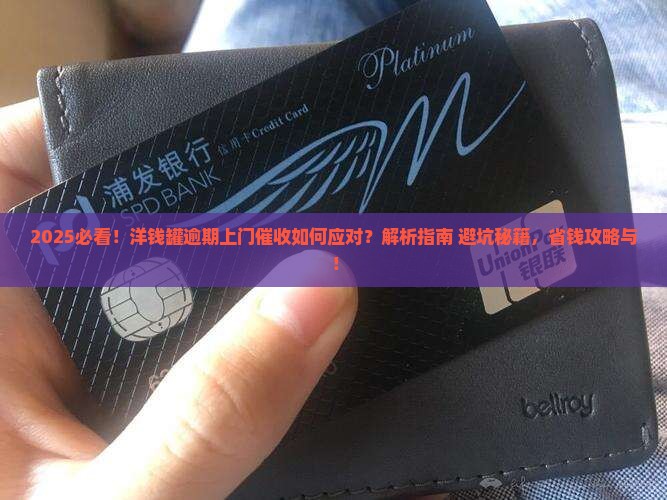 Platinum
浦发银行 信用卡Credit Card
SPD BANK
2025必看！洋钱罐逾期上门催收如何应对？解析指南 避坑秘籍，省钱攻略与
！
UnionPay
银联
bellroy